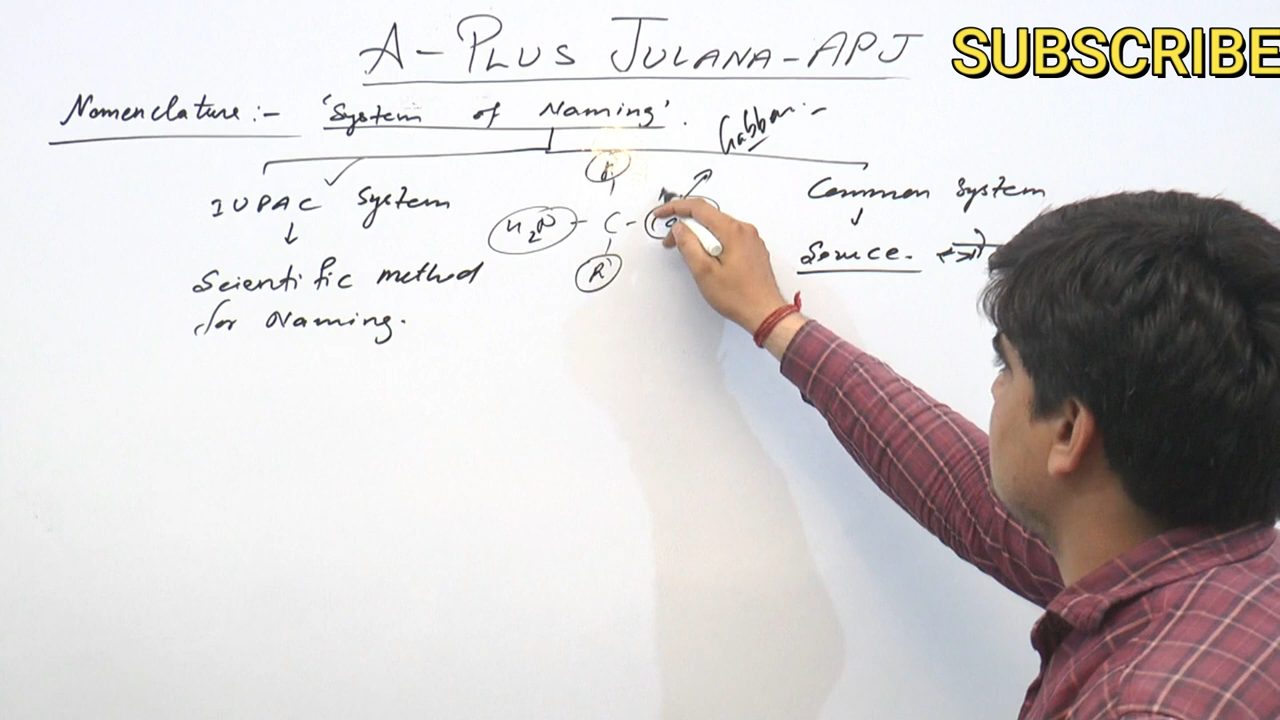 A-PLUS JULANA-APJ
SUBSCRIBE
Nomenclature :- 'System of Naming'.
Gabbar :-
IUPAC System
Common System
H2N - C -
R
Source.
Scientific method
for Naming.